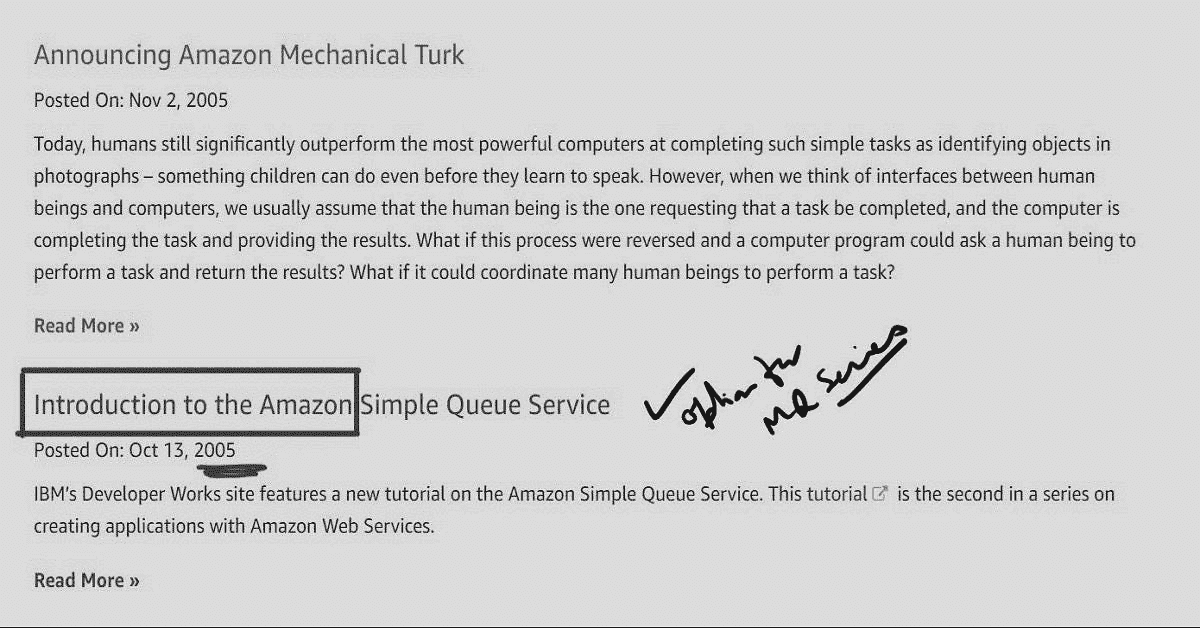 Announcing Amazon Mechanical Turk
Posted On: Nov 2, 2005
Today, humans still significantly outperform the most powerful computers at completing such simple tasks as identifying objects in
photographs – something children can do even before they learn to speak. However, when we think of interfaces between human
beings and computers, we usually assume that the human being is the one requesting that a task be completed, and the computer is
completing the task and providing the results. What if this process were reversed and a computer program could ask a human being to
perform a task and return the results? What if it could coordinate many human beings to perform a task?
Read More »
Introduction to the Amazon Simple Queue Service
option for
MQ Series
Posted On: Oct 13, 2005
IBM’s Developer Works site features a new tutorial on the Amazon Simple Queue Service. This tutorial is the second in a series on
creating applications with Amazon Web Services.
Read More »